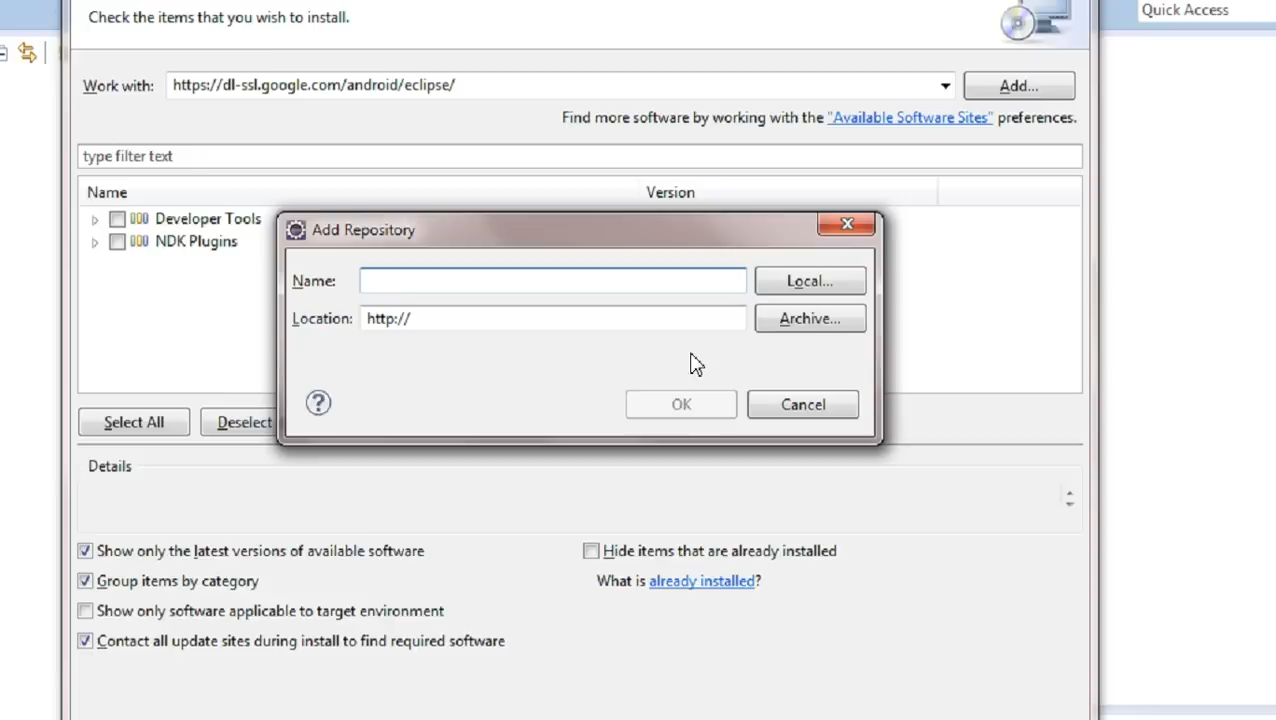 Check the items that you wish to install.
Quick Access
Work with: https://dl-ssl.google.com/android/eclipse/ Add...
Find more software by working with the "Available Software Sites" preferences.
type filter text
Name Version
Developer Tools
NDK Plugins
Add Repository
Name: Local...
Location: http:// Archive...
? OK Cancel
Select All Deselect
Details
Show only the latest versions of available software Hide items that are already installed
Group items by category What is already installed?
Show only software applicable to target environment
Contact all update sites during install to find required software